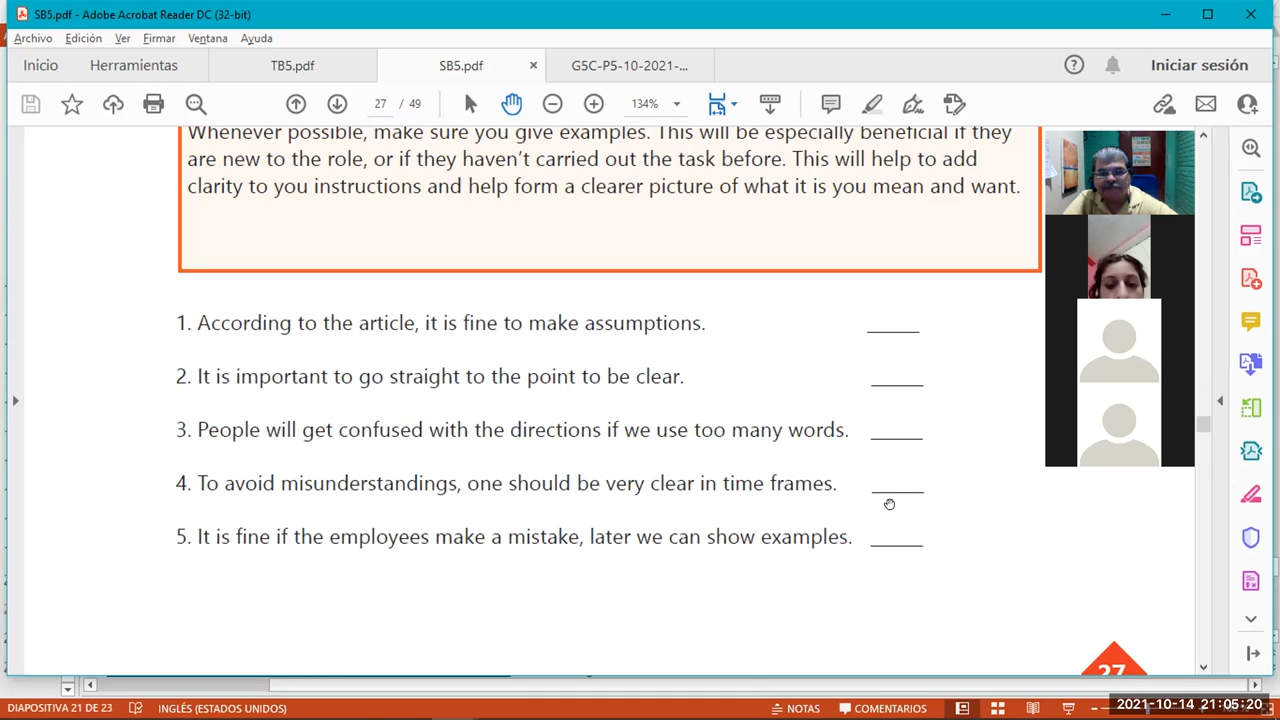 SB5.pdf - Adobe Acrobat Reader DC (32-bit)
Archivo Edición Ver Firmar Ventana Ayuda
Inicio Herramientas TB5.pdf SB5.pdf × G5C-P5-10-2021-... Iniciar sesión
27 / 49 134%
Whenever possible, make sure you give examples. This will be especially beneficial if they
are new to the role, or if they haven't carried out the task before. This will help to add
clarity to you instructions and help form a clearer picture of what it is you mean and want.
1. According to the article, it is fine to make assumptions. _____
2. It is important to go straight to the point to be clear. _____
3. People will get confused with the directions if we use too many words. _____
4. To avoid misunderstandings, one should be very clear in time frames. _____
5. It is fine if the employees make a mistake, later we can show examples. _____
27
DIAPOSITIVA 21 DE 23 INGLÉS (ESTADOS UNIDOS) NOTAS COMENTARIOS
2021-10-14 21:05:20